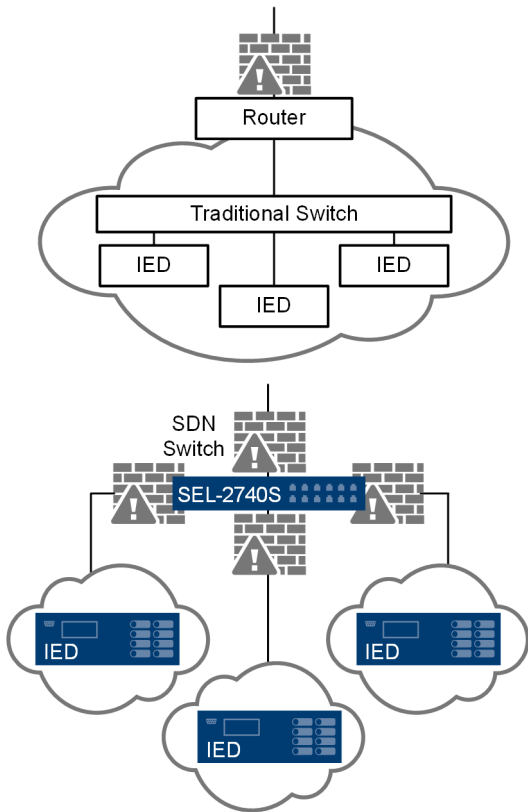 Router
Traditional Switch
IED
IED
IED
SDN
Switch
SEL-2740S
IED
IED
IED